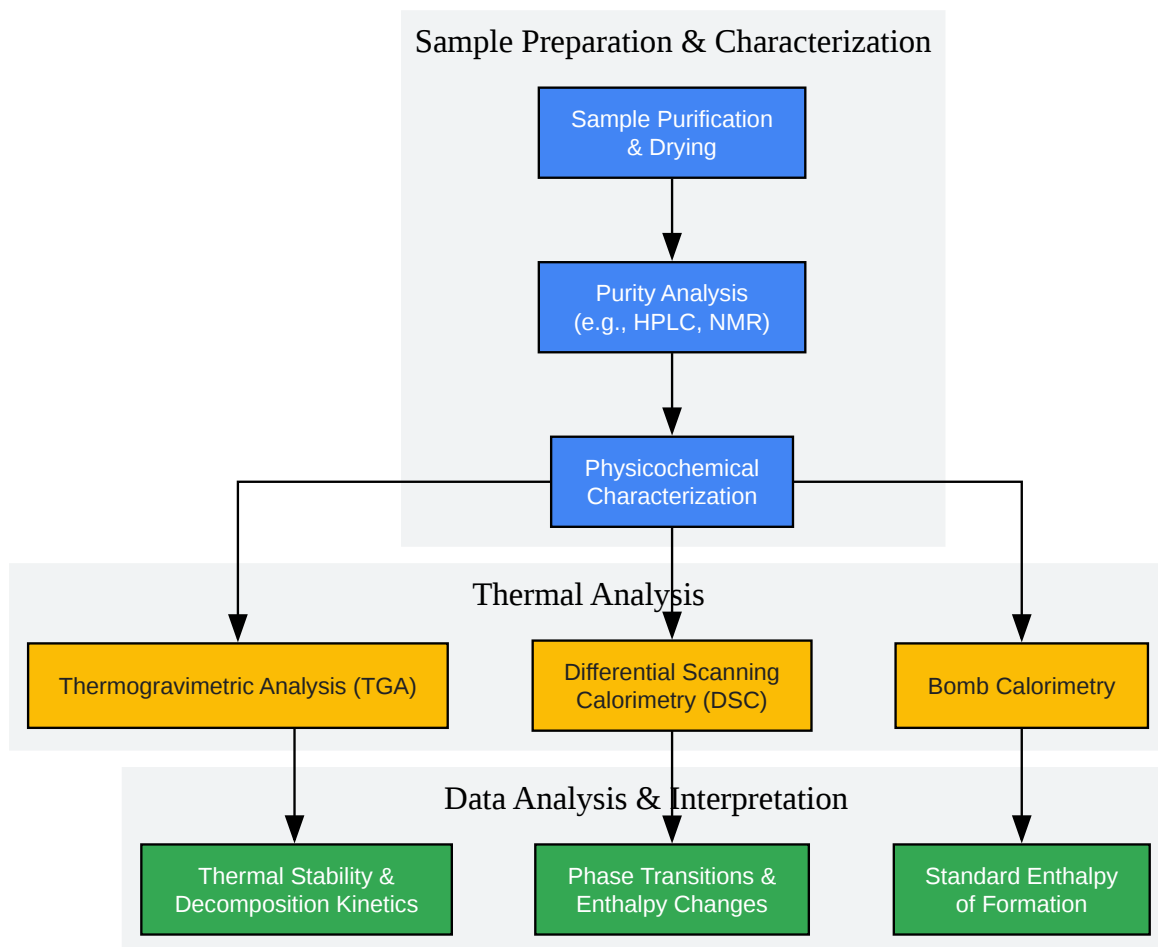 Sample Preparation & Characterization
Sample Purification
& Drying
Purity Analysis
(e.g., HPLC, NMR)
Physicochemical
Characterization
Thermal Analysis
Thermogravimetric Analysis (TGA)
Differential Scanning
Calorimetry (DSC)
Bomb Calorimetry
Data Analysis & Interpretation
Thermal Stability &
Decomposition Kinetics
Phase Transitions &
Enthalpy Changes
Standard Enthalpy
of Formation